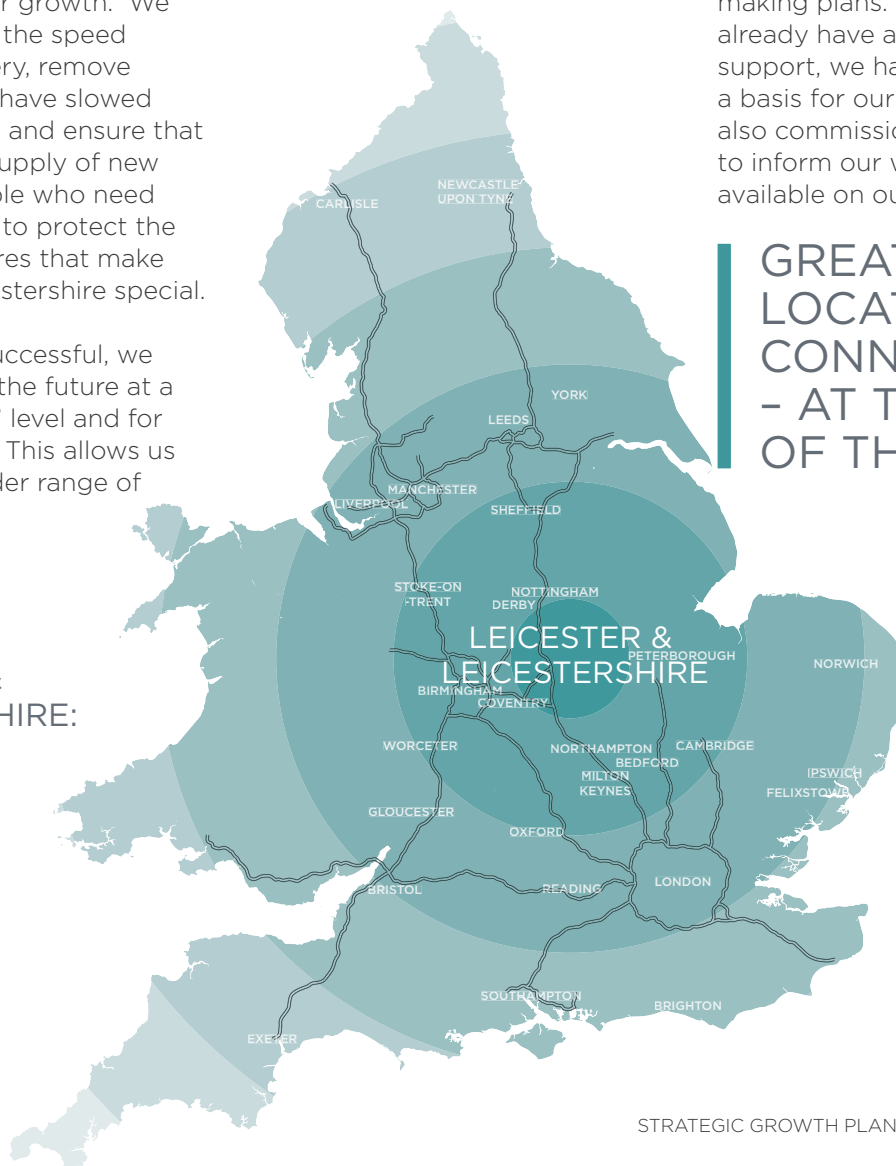 r growth. We
the speed
ery, remove
have slowed
and ensure that
upply of new
ple who need
to protect the
res that make
stershire special.
uccessful, we
the future at a
level and for
This allows us
der range of
HIRE:
making plans.
already have a
support, we ha
a basis for our
also commissio
to inform our w
available on ou
GREAT
LOCAT
CONN
– AT T
OF TH
CARLISLE
NEWCASTLE
UPON TYNE
YORK
LEEDS
MANCHESTER
LIVERPOOL
SHEFFIELD
STOKE-ON
-TRENT
NOTTINGHAM
DERBY
LEICESTER &
LEICESTERSHIRE
PETERBOROUGH
NORWICH
BIRMINGHAM
COVENTRY
WORCETER
NORTHAMPTON
CAMBRIDGE
BEDFORD
MILTON
KEYNES
IPSWICH
FELIXSTOWE
GLOUCESTER
OXFORD
BRISTOL
READING
LONDON
SOUTHAMPTON
BRIGHTON
EXETER
STRATEGIC GROWTH PLAN